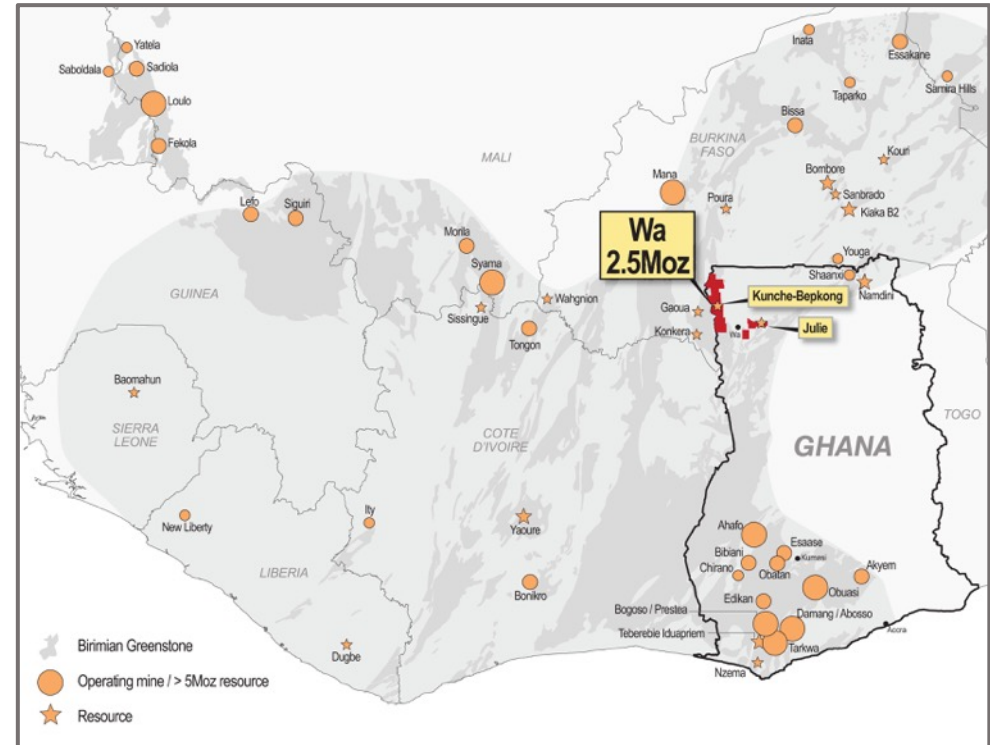 Yatela
Saboldala
Sadiola
Loulo
Fekola
Inata
Essakane
Samira Hills
Taparko
Bissa
BURKINA
FASO
Kouri
MALI
Bombore
Sanbrado
Kiaka B2
Mana
Poura
Lefo
Siguiri
Morila
Syama
Wa
2.5Moz
Youga
Shaanxi
Namdini
Kunche-Bepkong
Wahgnion
Sissingue
Gaoua
Konkera
Wa
Julie
GUINEA
Tongon
Baomahun
SIERRA
LEONE
COTE
D'IVOIRE
GHANA
TOGO
New Liberty
Ity
Yaoure
LIBERIA
Bonikro
Dugbe
Ahafo
Esaase
Bibiani
Kumasi
Chirano
Obatan
Akyem
Obuasi
Edikan
Bogoso / Prestea
Damang / Abosso
Teberebie Iduapriem
Accra
Tarkwa
Nzema
Birimian Greenstone
Operating mine / > 5Moz resource
Resource